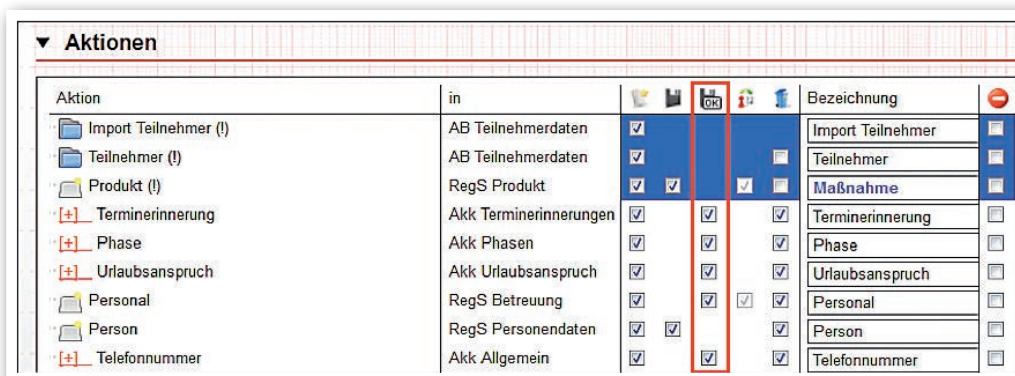 Aktionen
Aktion in OK 12 Bezeichnung
Import Teilnehmer (!) AB Teilnehmerdaten Import Teilnehmer
Teilnehmer (!) AB Teilnehmerdaten Teilnehmer
Produkt (!) RegS Produkt Maßnahme
[+] Terminerinnerung Akk Terminerinnerungen Terminerinnerung
[+] Phase Akk Phasen Phase
[+] Urlaubsanspruch Akk Urlaubsanspruch Urlaubsanspruch
Personal RegS Betreuung Personal
Person RegS Personendaten Person
[+] Telefonnummer Akk Allgemein Telefonnummer